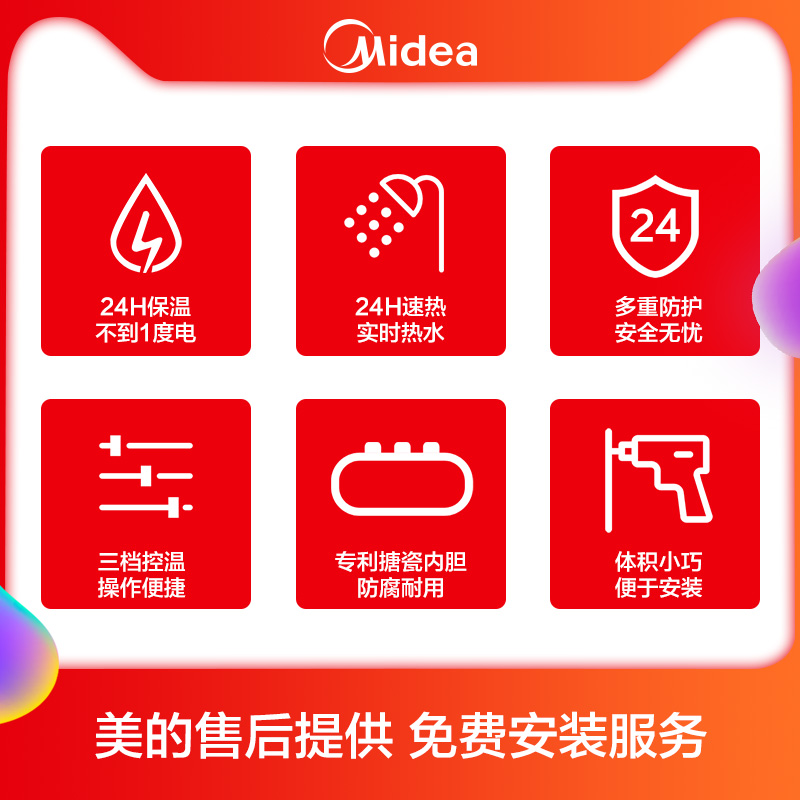 Midea
24H保温
不到1度电
24H速热
实时热水
24
多重防护
安全无忧
三档控温
操作便捷
专利搪瓷内胆
防腐耐用
体积小巧
便于安装
美的售后提供 免费安装服务